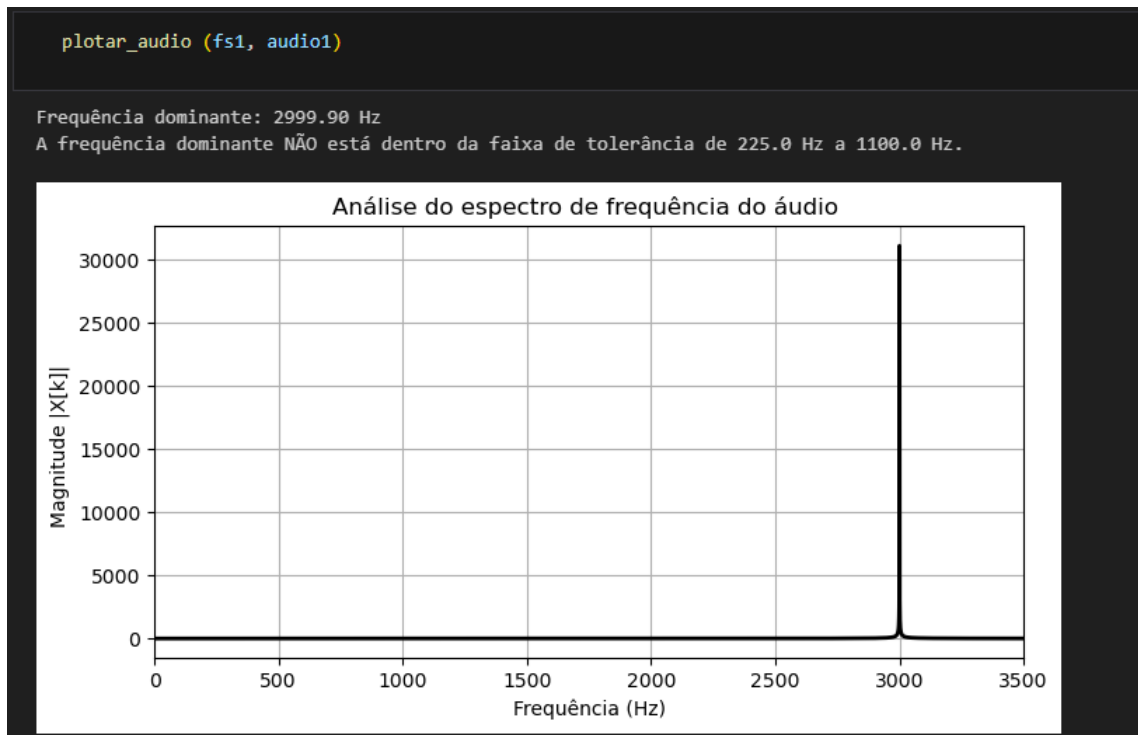 plotar_audio (fs1, audio1)
Frequência dominante: 2999.90 Hz
A frequência dominante NÃO está dentro da faixa de tolerância de 225.0 Hz a 1100.0 Hz.
Análise do espectro de frequência do áudio
Magnitude |X[k]|
30000
25000
20000
15000
10000
5000
0
0 500 1000 1500 2000 2500 3000 3500
Frequência (Hz)